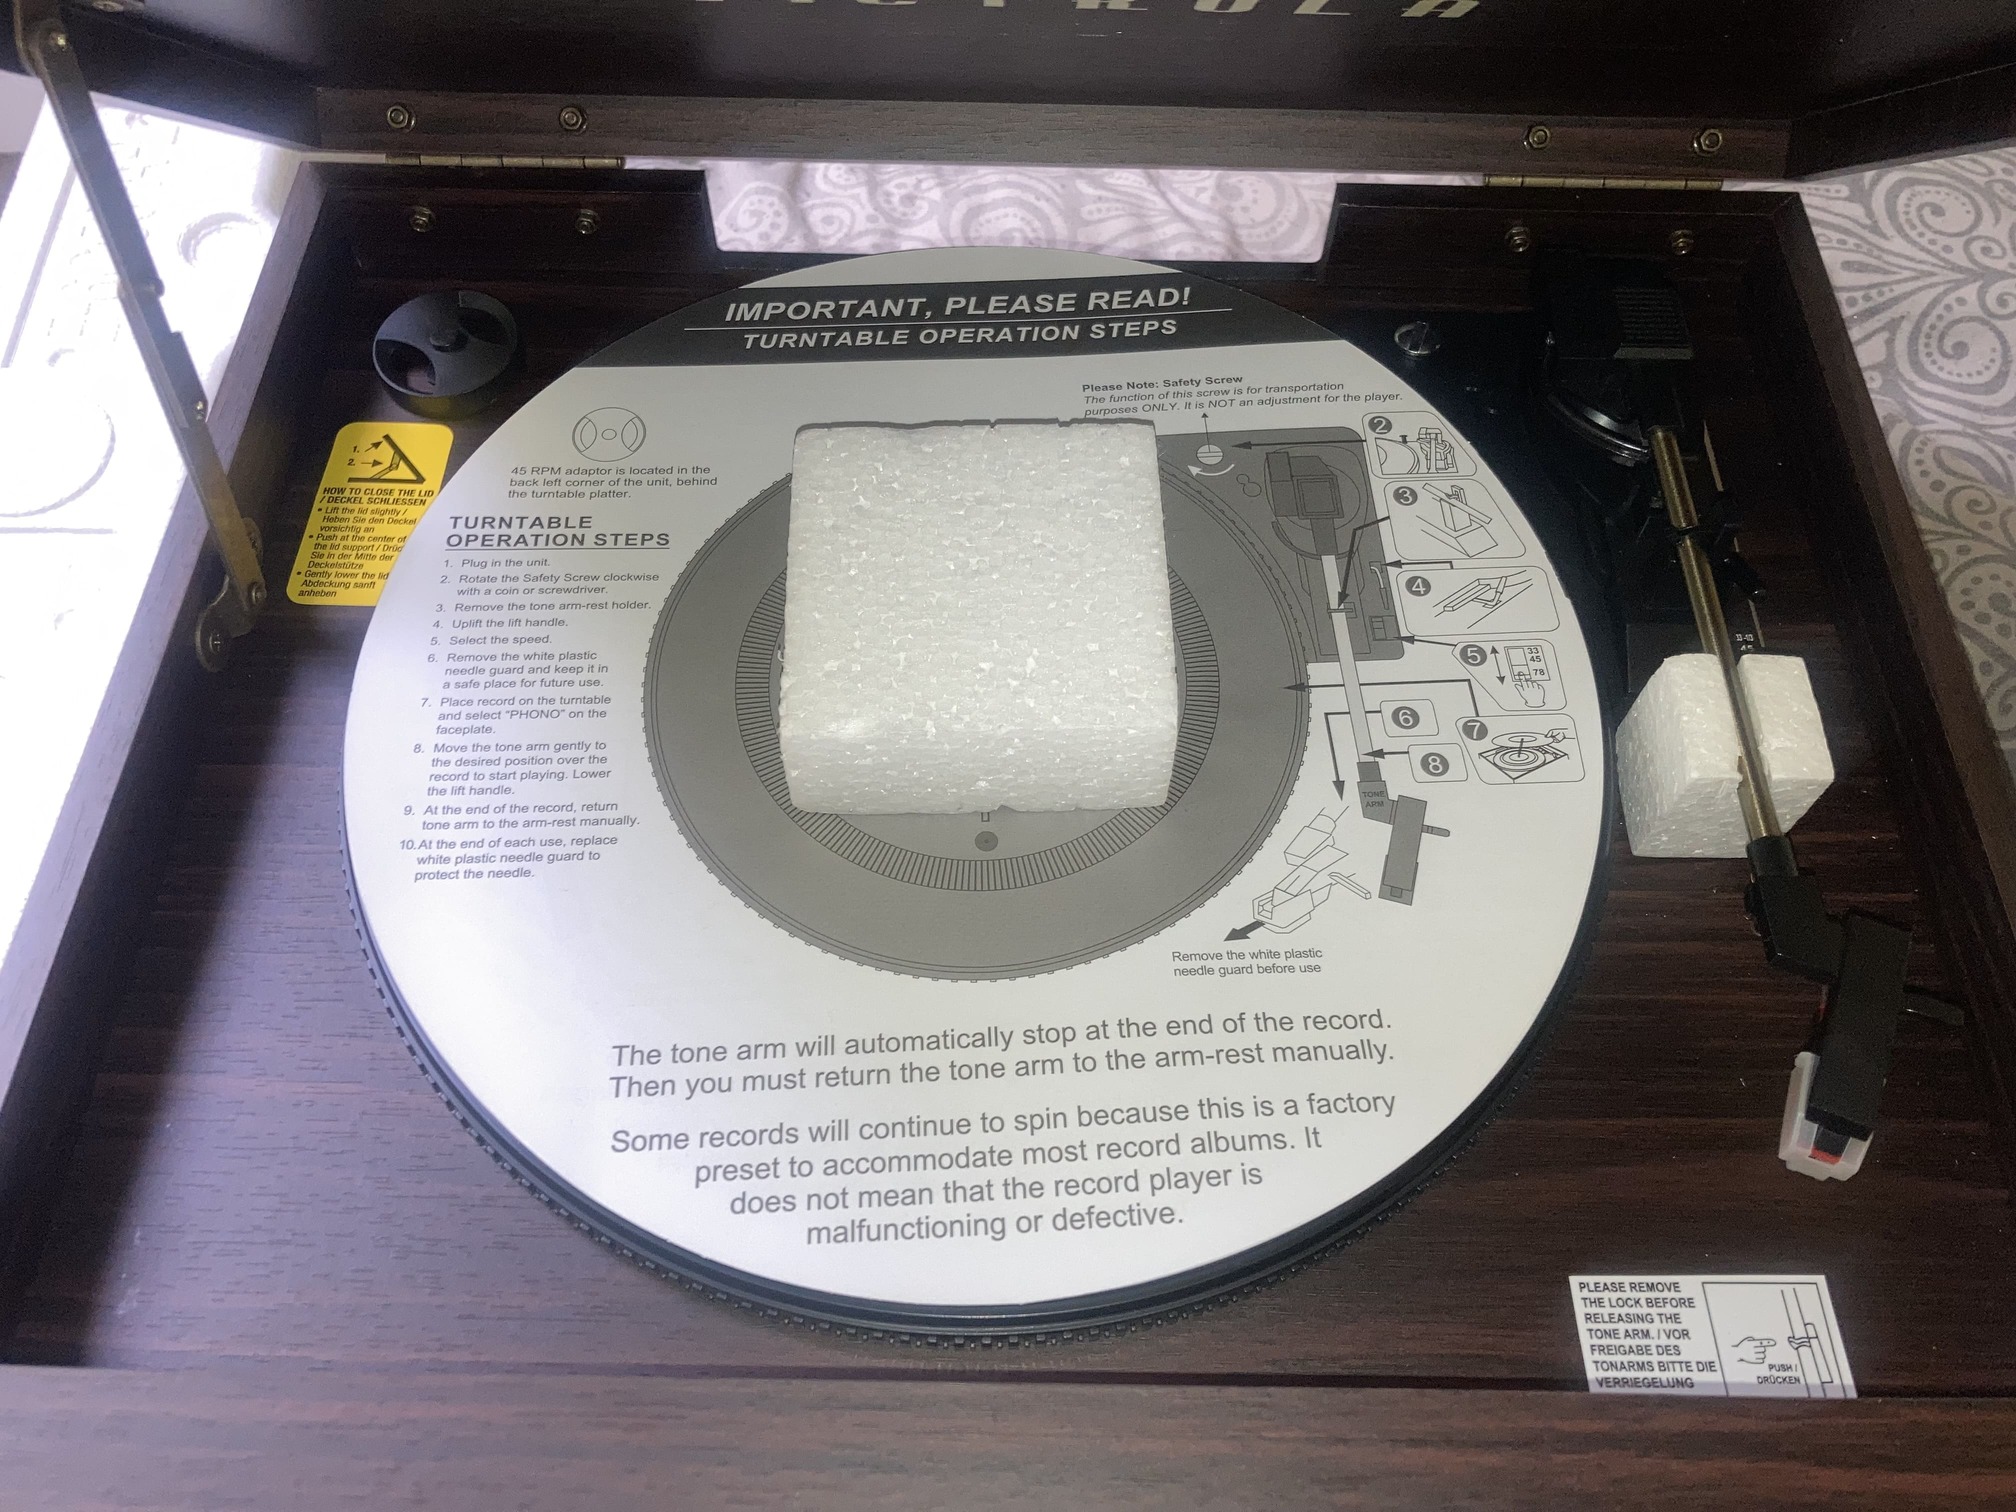 IMPORTANT, PLEASE READ!
TURNTABLE OPERATION STEPS
Please Note: Safety Screw
The function of this screw is for transportation
purposes ONLY. It is NOT an adjustment for the player.
45 RPM adaptor is located in the
back left corner of the unit, behind
the turntable platter.
TURNTABLE
OPERATION STEPS
1. Plug in the unit.
2. Rotate the Safety Screw clockwise
with a coin or screwdriver.
3. Remove the tone arm-rest holder.
4. Uplift the lift handle.
5. Select the speed.
6. Remove the white plastic
needle guard and keep it in
a safe place for future use.
7. Place record on the turntable
and select "PHONO" on the
faceplate.
8. Move the tone arm gently to
the desired position over the
record to start playing. Lower
the lift handle.
9. At the end of the record, return
tone arm to the arm-rest manually.
10. At the end of each use, replace
white plastic needle guard to
protect the needle.
2
3
4
5
33
45
78
6
7
8
TONE
ARM
Remove the white plastic
needle guard before use
The tone arm will automatically stop at the end of the record.
Then you must return the tone arm to the arm-rest manually.
Some records will continue to spin because this is a factory
preset to accommodate most record albums. It
does not mean that the record player is
malfunctioning or defective.
1.
2.
HOW TO CLOSE THE LID
/ DECKEL SCHLIESSEN
• Lift the lid slightly /
Heben Sie den Deckel
vorsichtig an
• Push at the center of
the lid support / Drüc
Sie in der Mitte der
Deckelstütze
• Gently lower the lid
Abdeckung sanft
anheben
PLEASE REMOVE
THE LOCK BEFORE
RELEASING THE
TONE ARM. / VOR
FREIGABE DES
TONARMS BITTE DIE
VERRIEGELUNG
PUSH /
DRÜCKEN